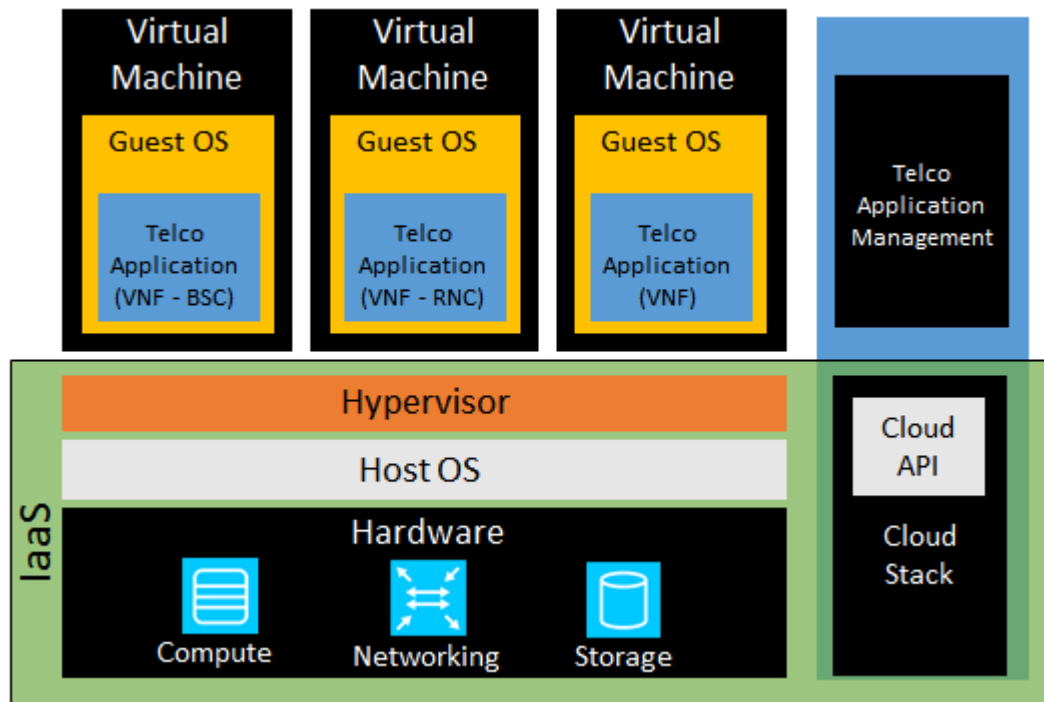 Virtual
Machine
Guest OS
Telco
Application
(VNF - BSC)
Virtual
Machine
Guest OS
Telco
Application
(VNF - RNC)
Virtual
Machine
Guest OS
Telco
Application
(VNF)
Telco
Application
Management
IaaS
Hypervisor
Host OS
Hardware
Compute
Networking
Storage
Cloud
API
Cloud
Stack